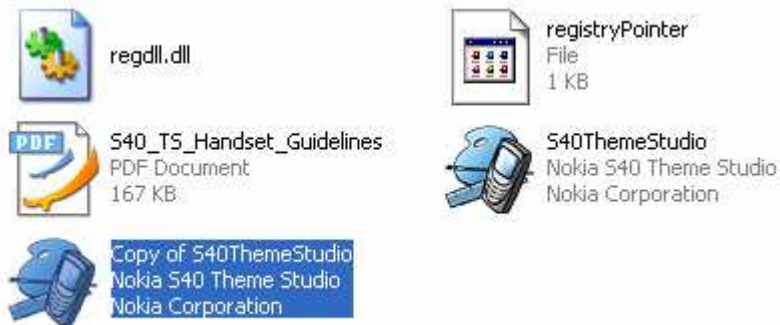 regdll.dll
registryPointer
File
1 KB
PDF
S40_TS_Handset_Guidelines
PDF Document
167 KB
S40ThemeStudio
Nokia S40 Theme Studio
Nokia Corporation
Copy of S40ThemeStudio
Nokia S40 Theme Studio
Nokia Corporation